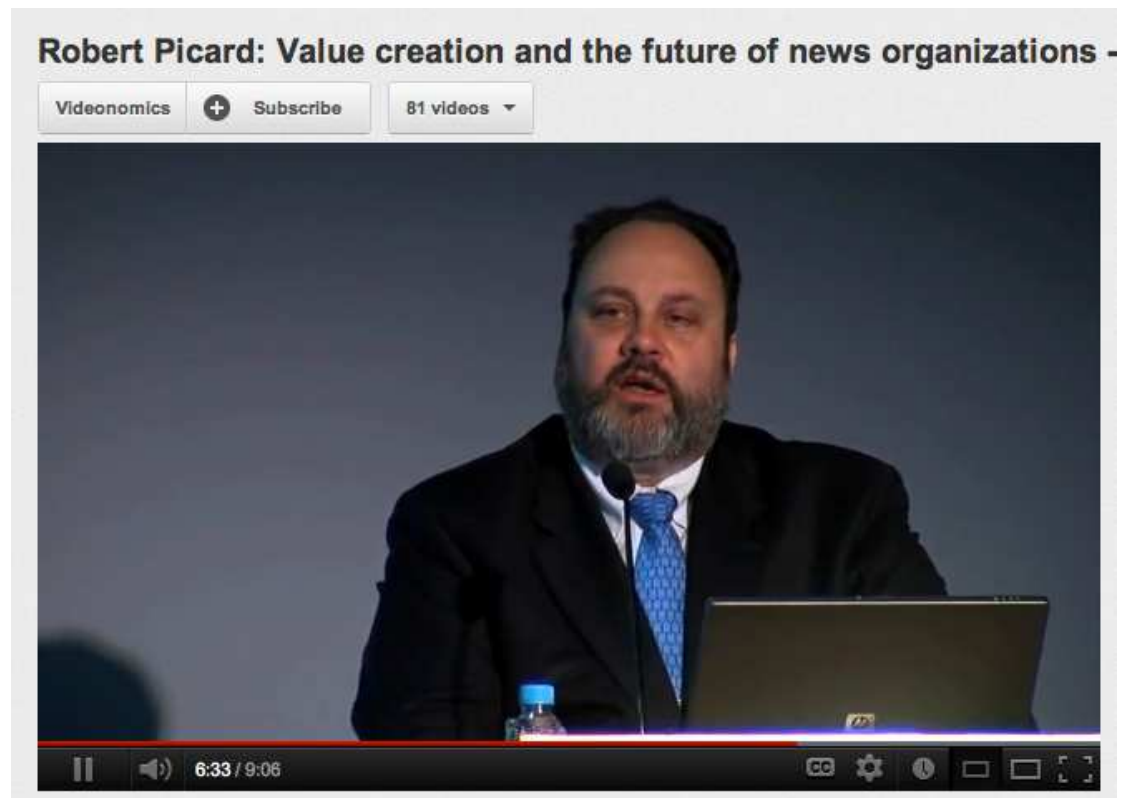 Robert Picard: Value creation and the future of news organizations -
Videonomics Subscribe 81 videos
hp
6:33 / 9:06 CC